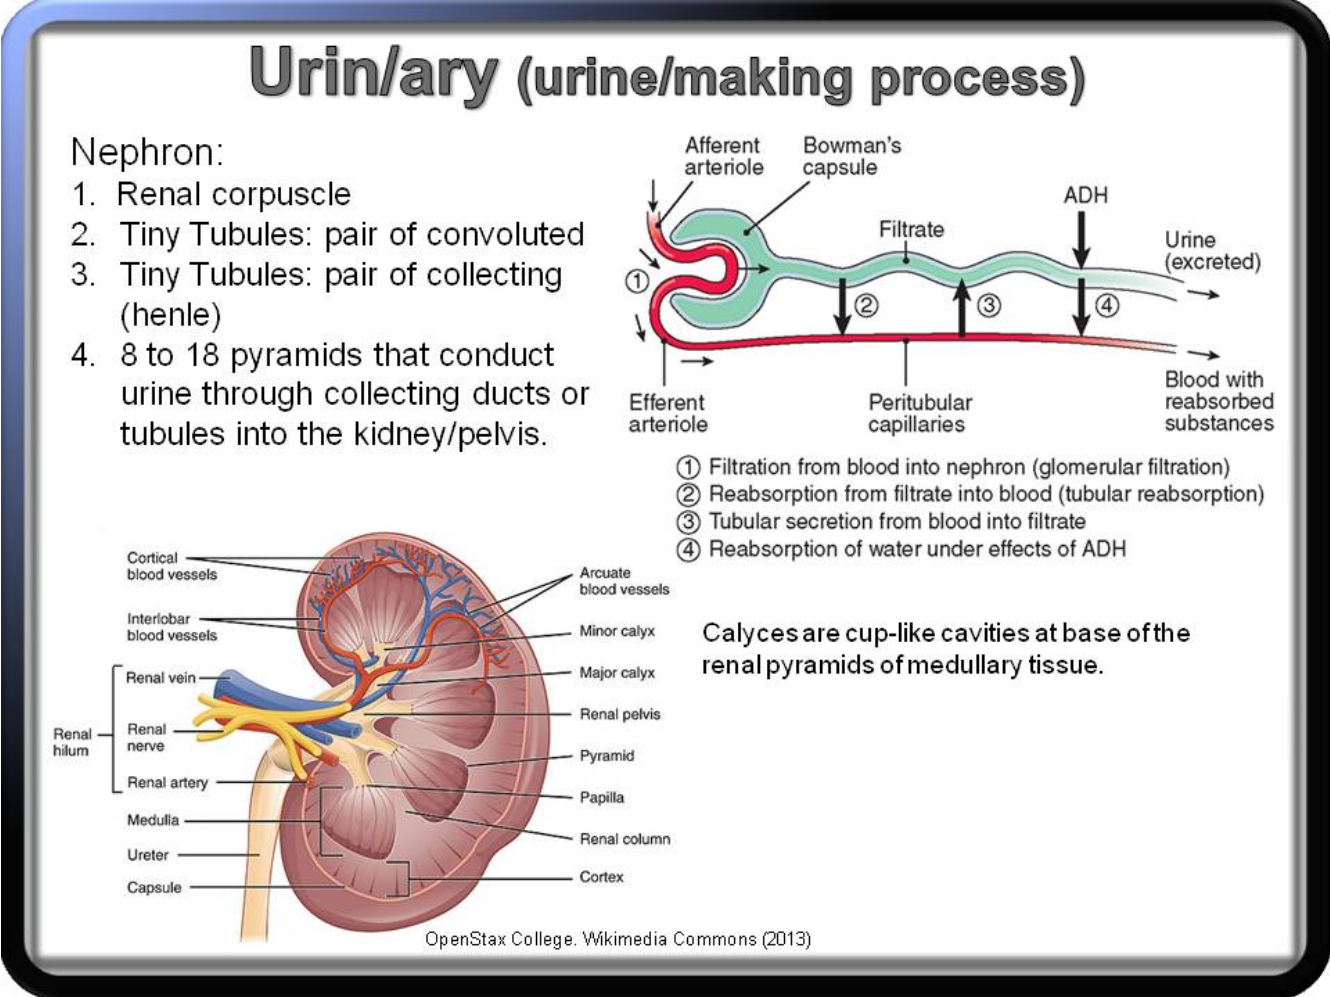 Urin/ary (urine/making process)
Nephron:
1. Renal corpuscle
2. Tiny Tubules: pair of convoluted
3. Tiny Tubules: pair of collecting
(henle)
4. 8 to 18 pyramids that conduct
urine through collecting ducts or
tubules into the kidney/pelvis.
Afferent
arteriole
Bowman's
capsule
ADH
Filtrate
Urine
(excreted)
1
2
3
4
Efferent
arteriole
Peritubular
capillaries
Blood with
reabsorbed
substances
① Filtration from blood into nephron (glomerular filtration)
② Reabsorption from filtrate into blood (tubular reabsorption)
③ Tubular secretion from blood into filtrate
④ Reabsorption of water under effects of ADH
Cortical
blood vessels
Interlobar
blood vessels
Renal vein
Renal
hilum
Renal
nerve
Renal artery
Medulla
Ureter
Capsule
Arcuate
blood vessels
Minor calyx
Major calyx
Renal pelvis
Pyramid
Papilla
Renal column
Cortex
Calyces are cup-like cavities at base of the
renal pyramids of medullary tissue.
OpenStax College. Wikimedia Commons (2013)